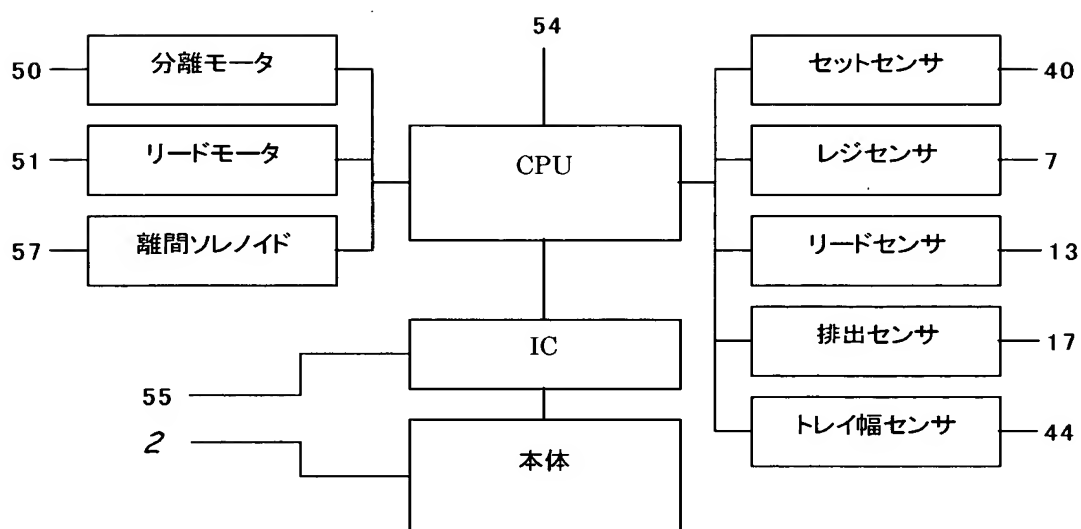 54
50
分離モータ
51
リードモータ
57
離間ソレノイド
CPU
IC
55
2
本体
セットセンサ
40
レジセンサ
7
リードセンサ
13
排出センサ
17
トレイ幅センサ
44